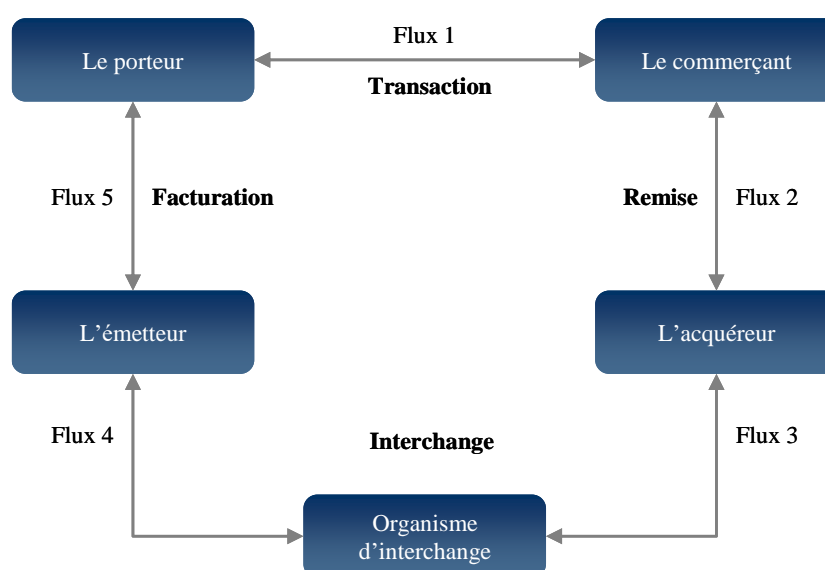 Flux 1
Le porteur
Le commerçant
Transaction
Flux 5
Facturation
Remise
Flux 2
L'émetteur
L'acquéreur
Flux 4
Interchange
Flux 3
Organisme
d'interchange